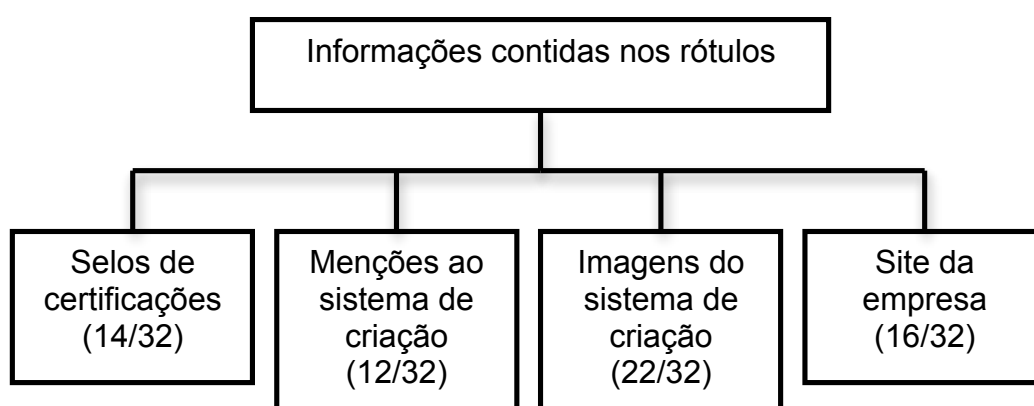 Informações contidas nos rótulos
Selos de
certificações
(14/32)
Menções ao
sistema de
criação
(12/32)
Imagens do
sistema de
criação
(22/32)
Site da
empresa
(16/32)